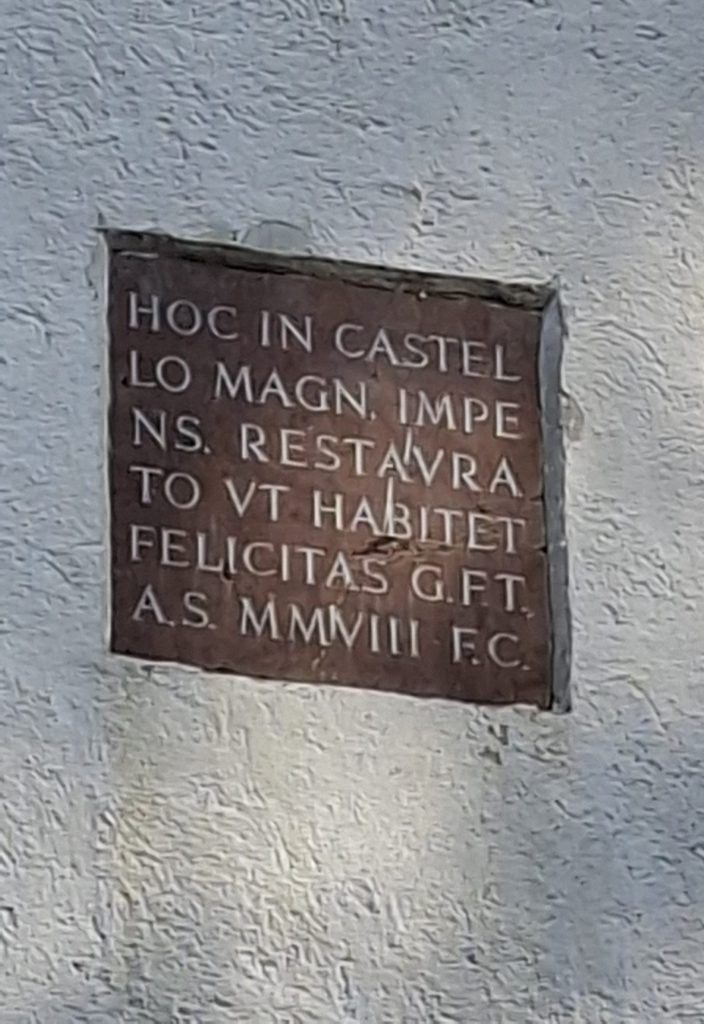 HOC IN CASTEL
LO MAGN. IMPE
NS. RESTAVRA
TO VT HABITET
FELICITAS G.F.T.
A.S. MMVIII F.C.